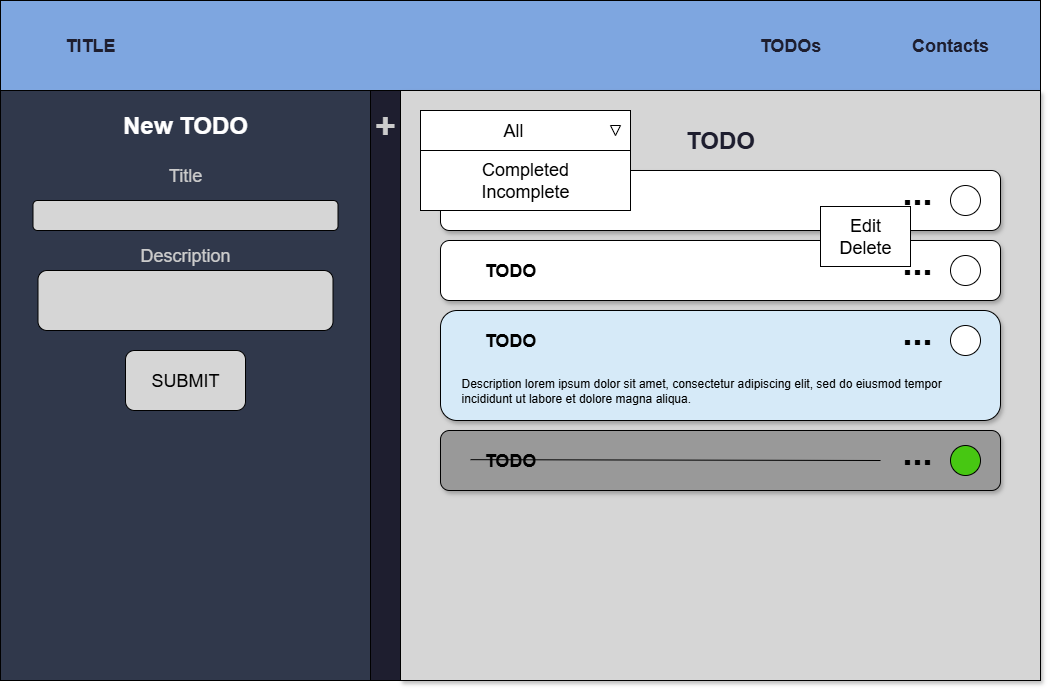 TITLE
TODOs
Contacts
New TODO
+
Title
Description
SUBMIT
All
Completed
Incomplete
TODO
...
Edit
Delete
TODO
...
TODO
...
Description lorem ipsum dolor sit amet, consectetur adipiscing elit, sed do eiusmod tempor
incididunt ut labore et dolore magna aliqua.
TODO
...